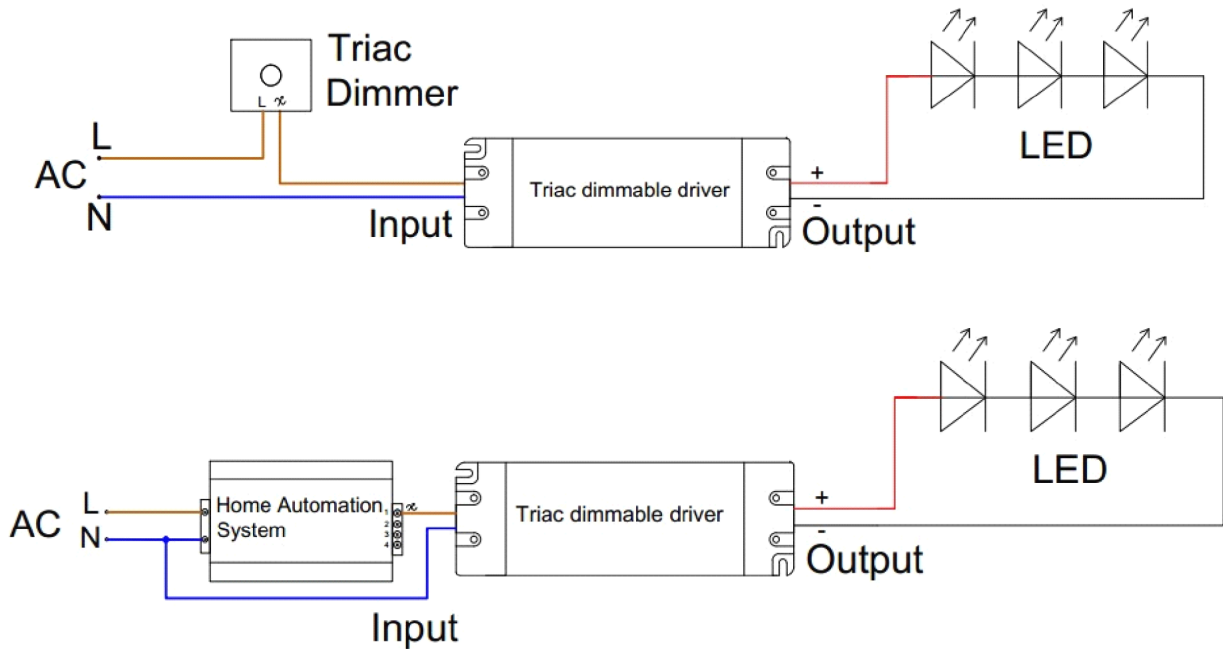 Triac
Dimmer
L
L
AC
N
Input
Triac dimmable driver
+
-
Output
LED
Home Automation
System
1
2
3
4
L
AC
N
Input
Triac dimmable driver
+
-
Output
LED